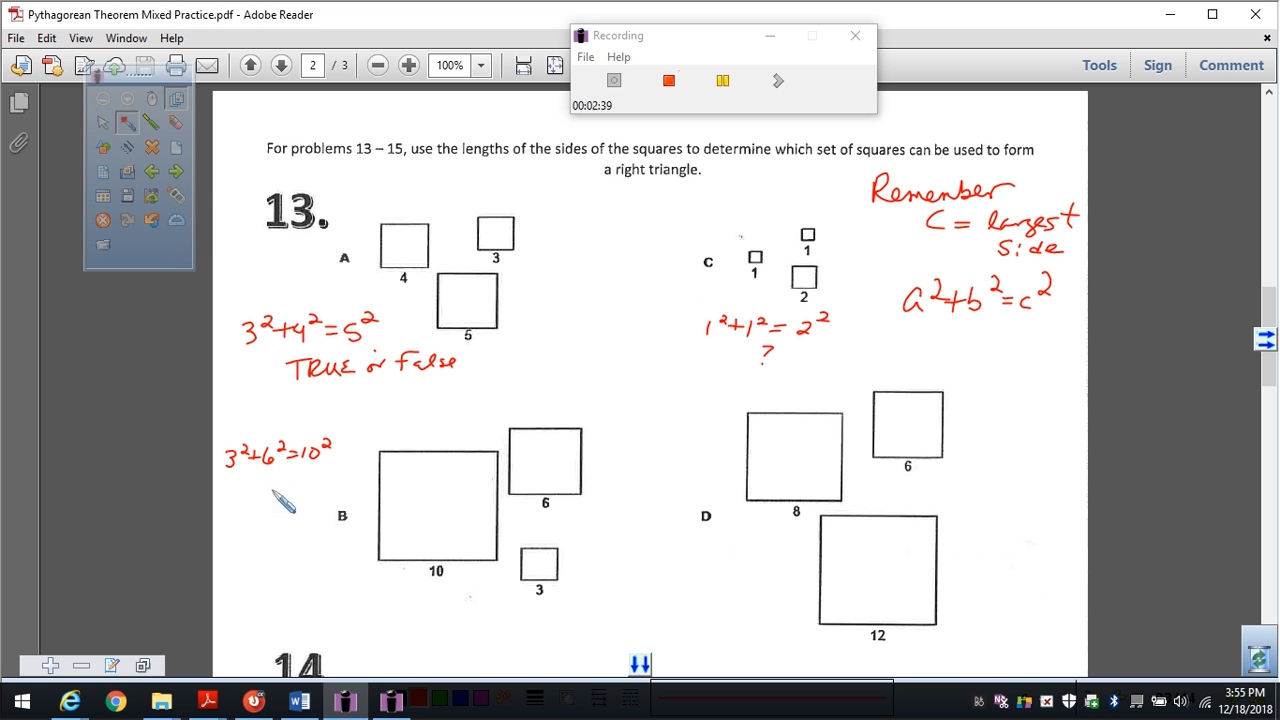 Pythagorean Theorem Mixed Practice.pdf - Adobe Reader
File Edit View Window Help
Recording
File Help
00:02:39
2 / 3
100%
Tools Sign Comment
For problems 13 – 15, use the lengths of the sides of the squares to determine which set of squares can be used to form
a right triangle.
13.
A
4
3
5
3²+4²=5²
TRUE or False
C
1
1
2
1²+1²=2²
?
Remember
C = largest
Side
a²+b²=c²
3²+6²=10²
B
10
6
3
D
8
6
12
14
3:55 PM
12/18/2018